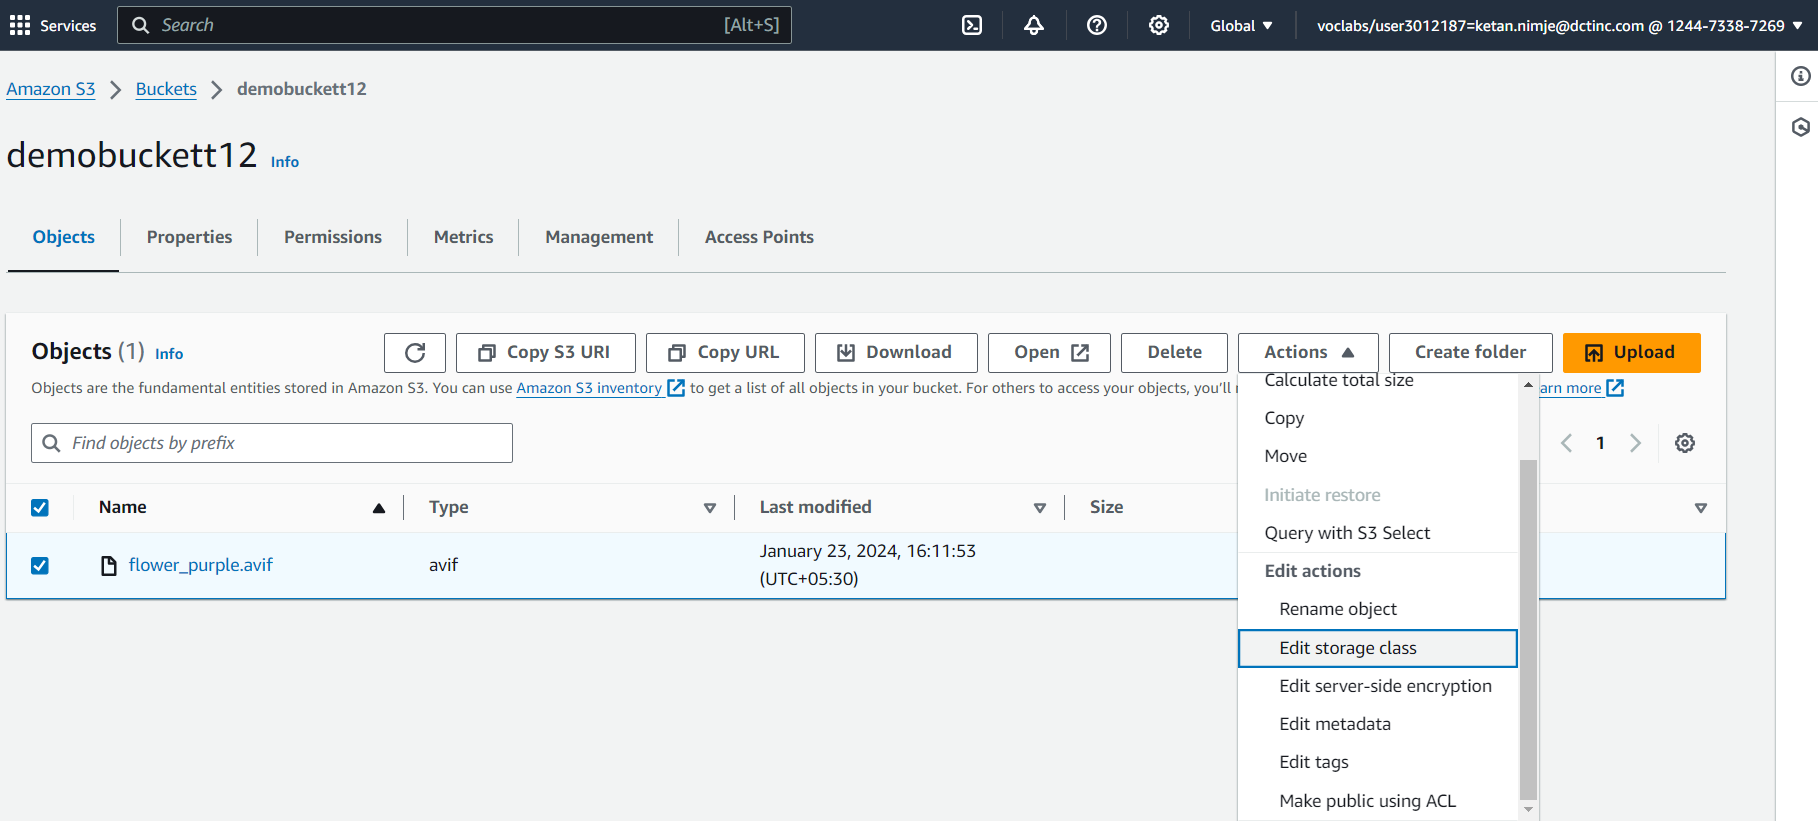 Services
Search
[Alt+S]
Global
voclabs/user3012187=ketan.nimje@dctinc.com @ 1244-7338-7269
Amazon S3 > Buckets > demobuckett12
demobuckett12 Info
Objects
Properties
Permissions
Metrics
Management
Access Points
Objects (1) Info
Copy S3 URI
Copy URL
Download
Open
Delete
Actions
Create folder
Upload
Objects are the fundamental entities stored in Amazon S3. You can use Amazon S3 inventory to get a list of all objects in your bucket. For others to access your objects, you'll
arn more
Find objects by prefix
1
Name
Type
Last modified
Size
flower_purple.avif
avif
January 23, 2024, 16:11:53
(UTC+05:30)
Calculate total size
Copy
Move
Initiate restore
Query with S3 Select
Edit actions
Rename object
Edit storage class
Edit server-side encryption
Edit metadata
Edit tags
Make public using ACL